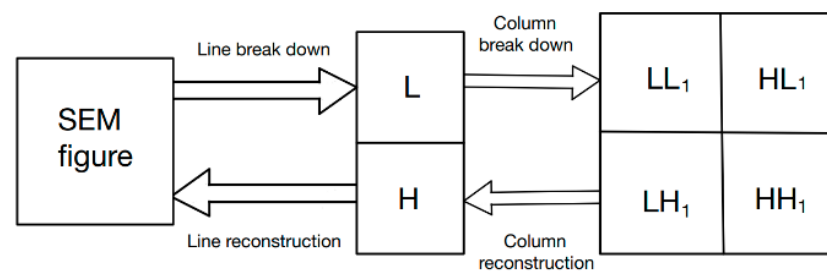 SEM
figure
Line break down
Line reconstruction
L
H
Column
break down
Column
reconstruction
LL₁
HL₁
LH₁
HH₁